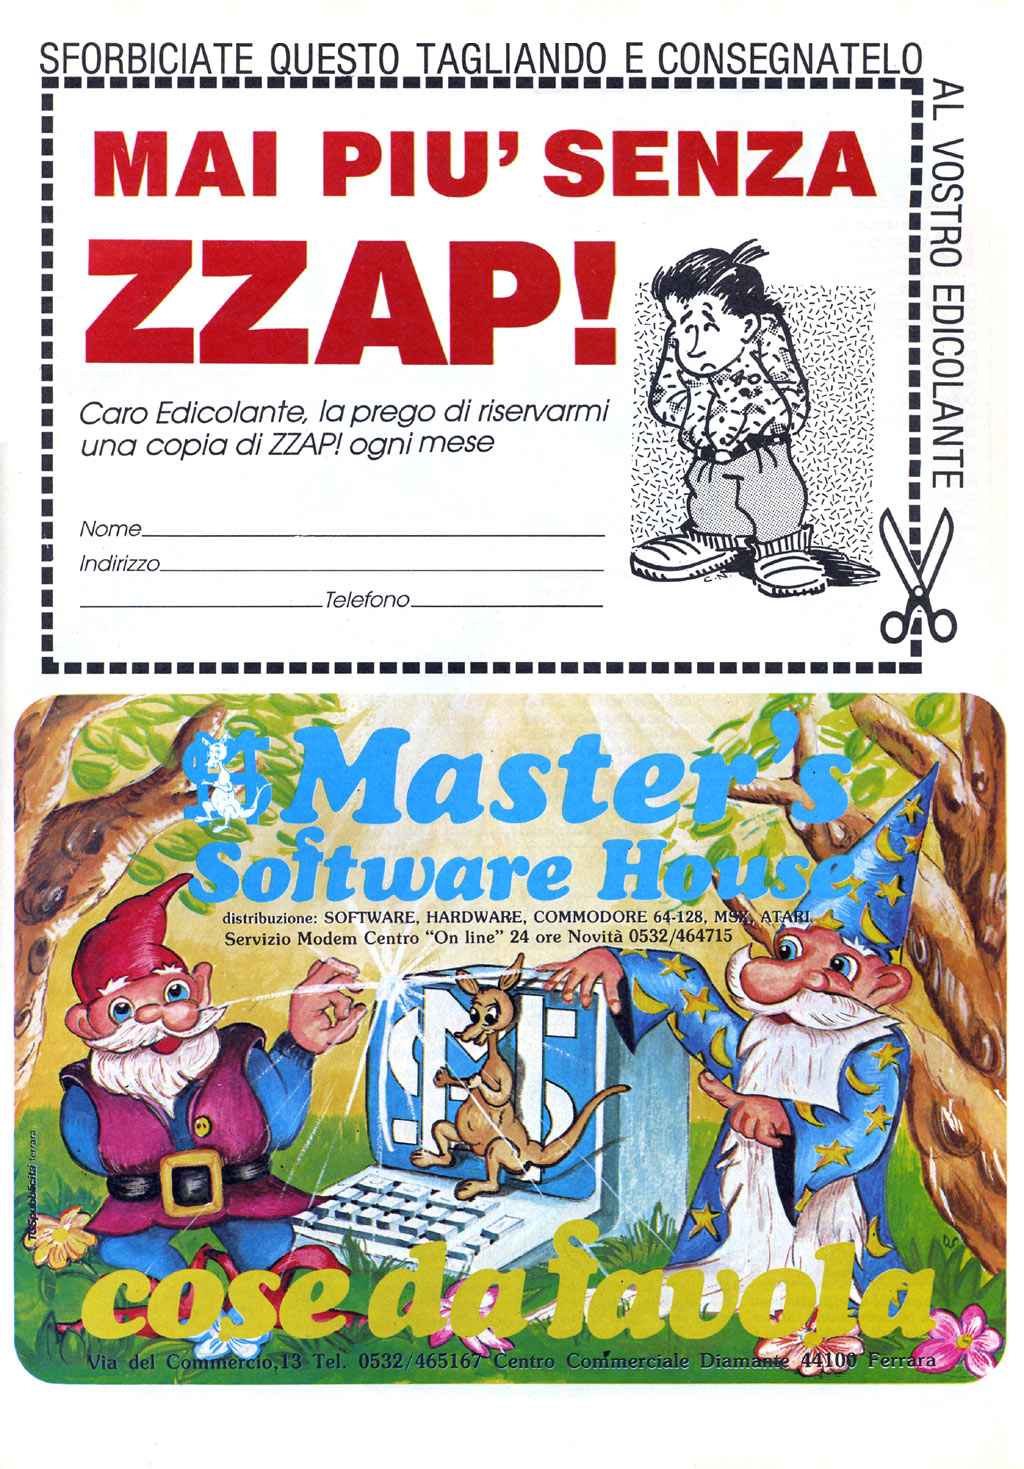 SFORBICIATE QUESTO TAGLIANDO E CONSEGNATELO
AL VOSTRO EDICOLANTE
MAI PIU' SENZA
ZZAP!
Caro Edicolante, la prego di riservarmi
una copia di ZZAP! ogni mese
Nome
Indirizzo
Telefono
C.N.
Master's
Software House
distribuzione: SOFTWARE, HARDWARE, COMMODORE 64-128, MSX, ATARI
Servizio Modem Centro "On line" 24 ore Novità 0532/464715
cose da favola
Via del Commercio,13 Tel. 0532/465167 Centro Commerciale Diamante 44100 Ferrara